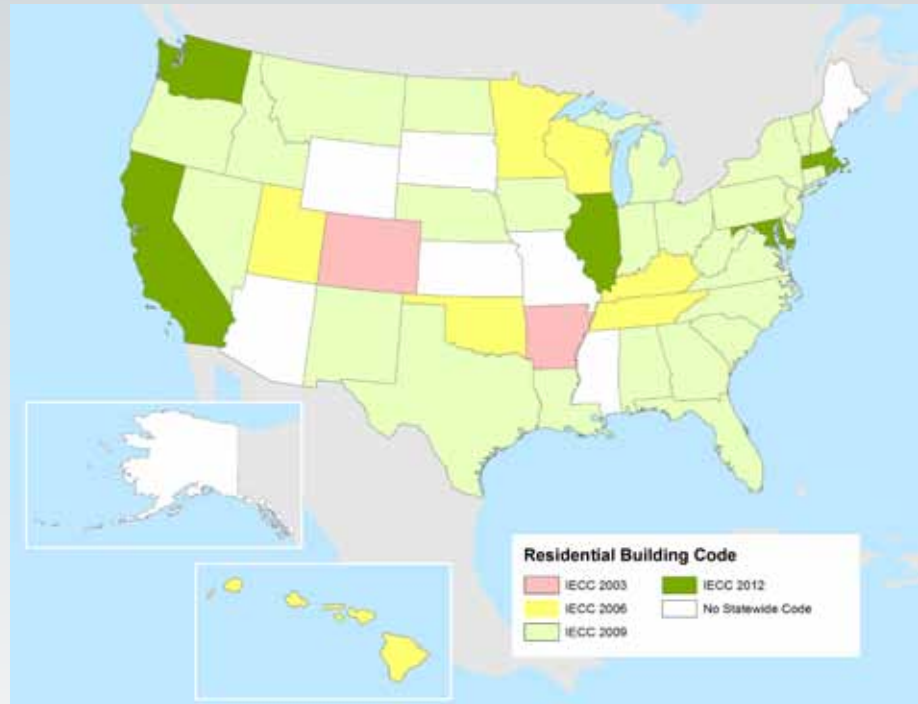 Residential Building Code
IECC 2003
IECC 2006
IECC 2009
IECC 2012
No Statewide Code